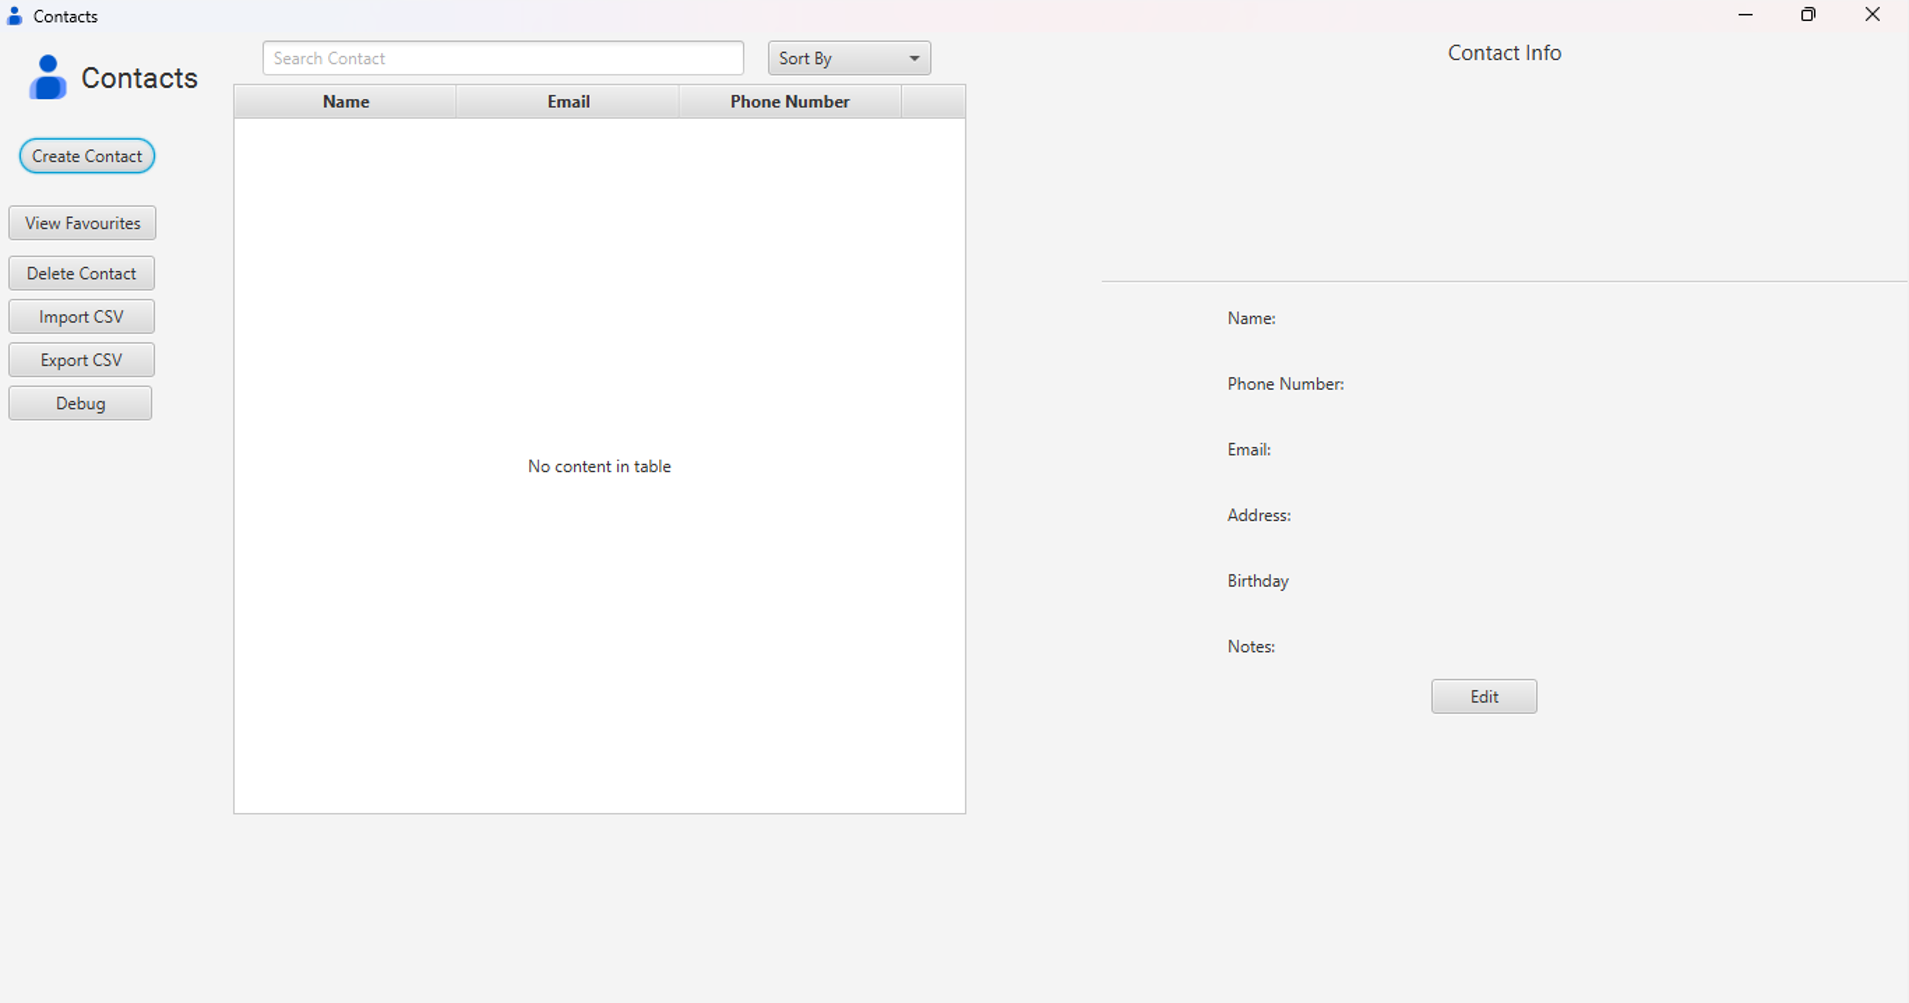 Contacts
Contacts
Create Contact
View Favourites
Delete Contact
Import CSV
Export CSV
Debug
Search Contact
Sort By
Name Email Phone Number
No content in table
Contact Info
Name:
Phone Number:
Email:
Address:
Birthday
Notes:
Edit